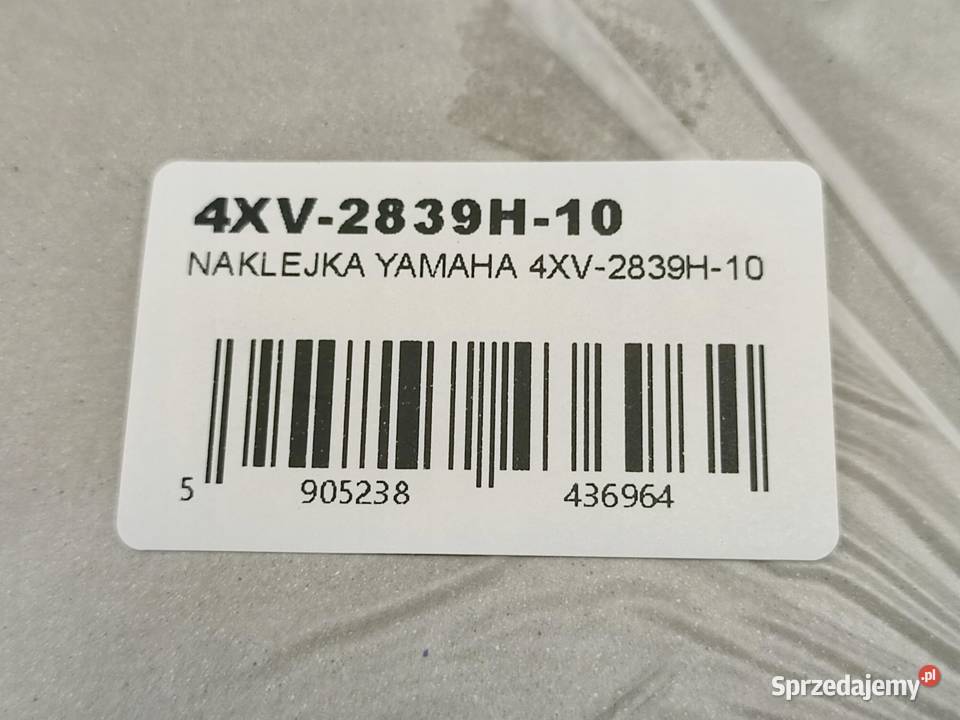 4XV-2839H-10
NAKLEJKA YAMAHA 4XV-2839H-10
5 905238 436964
Sprzedajemy.pl